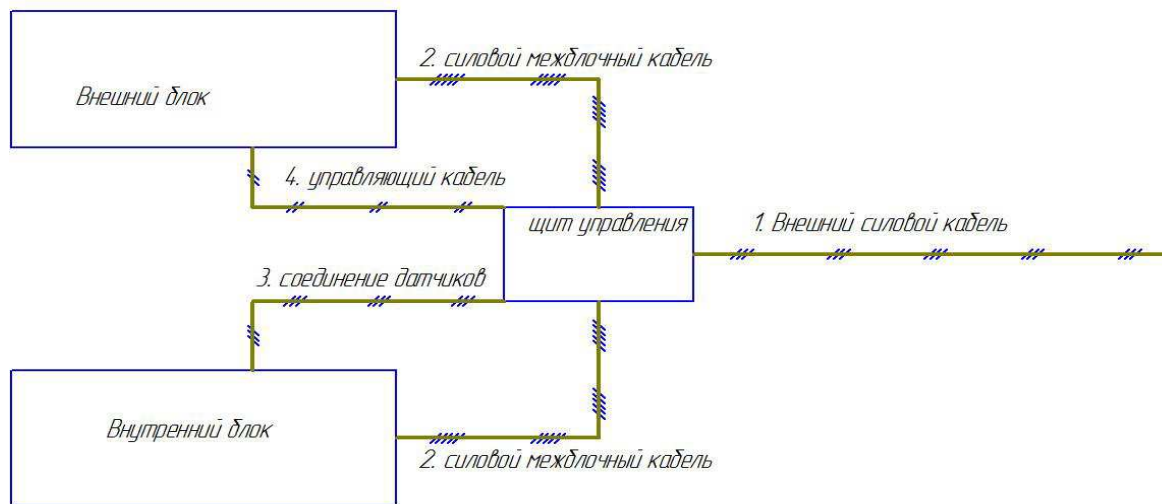 2. силовой межблочный кабель
Внешний блок
4. управляющий кабель
щит управления
1. Внешний силовой кабель
3. соединение датчиков
Внутренний блок
2. силовой межблочный кабель